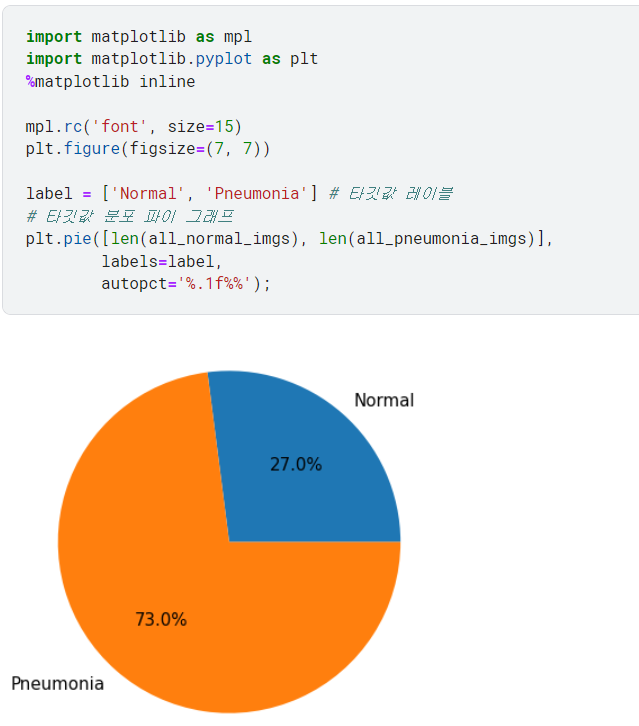 import matplotlib as mpl
import matplotlib.pyplot as plt
%matplotlib inline
mpl.rc('font', size=15)
plt.figure(figsize=(7, 7))
label = ['Normal', 'Pneumonia'] # 타깃값 레이블
# 타깃값 분포 파이 그래프
plt.pie([len(all_normal_imgs), len(all_pneumonia_imgs)],
labels=label,
autopct='%.1f%%');
Normal
27.0%
73.0%
Pneumonia